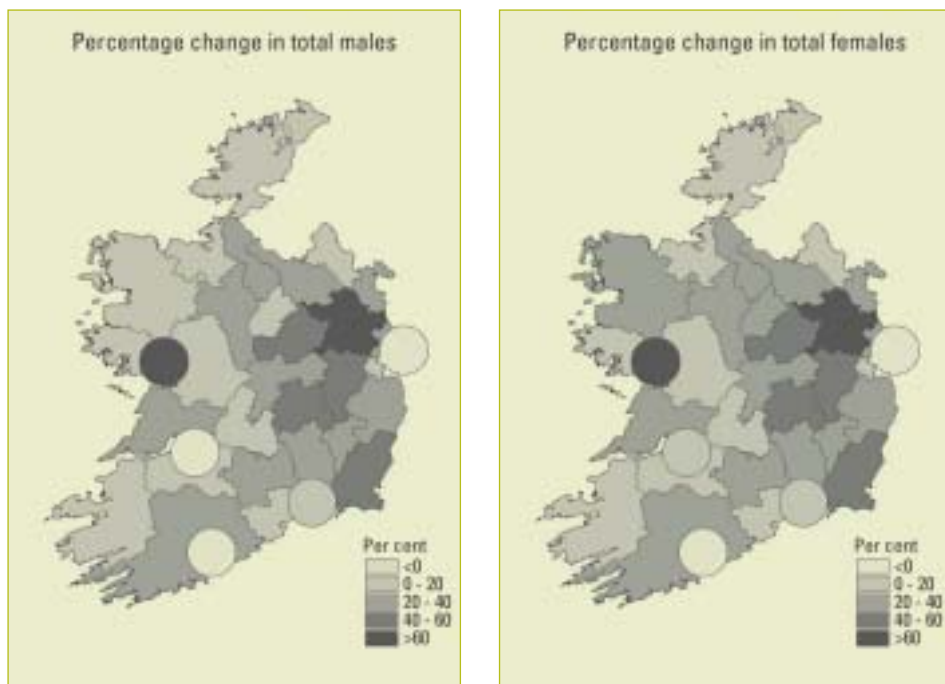 Percentage change in total males
Per cent
<0
0 - 20
20 - 40
40 - 60
>60
Percentage change in total females
Per cent
<0
0 - 20
20 - 40
40 - 60
>60